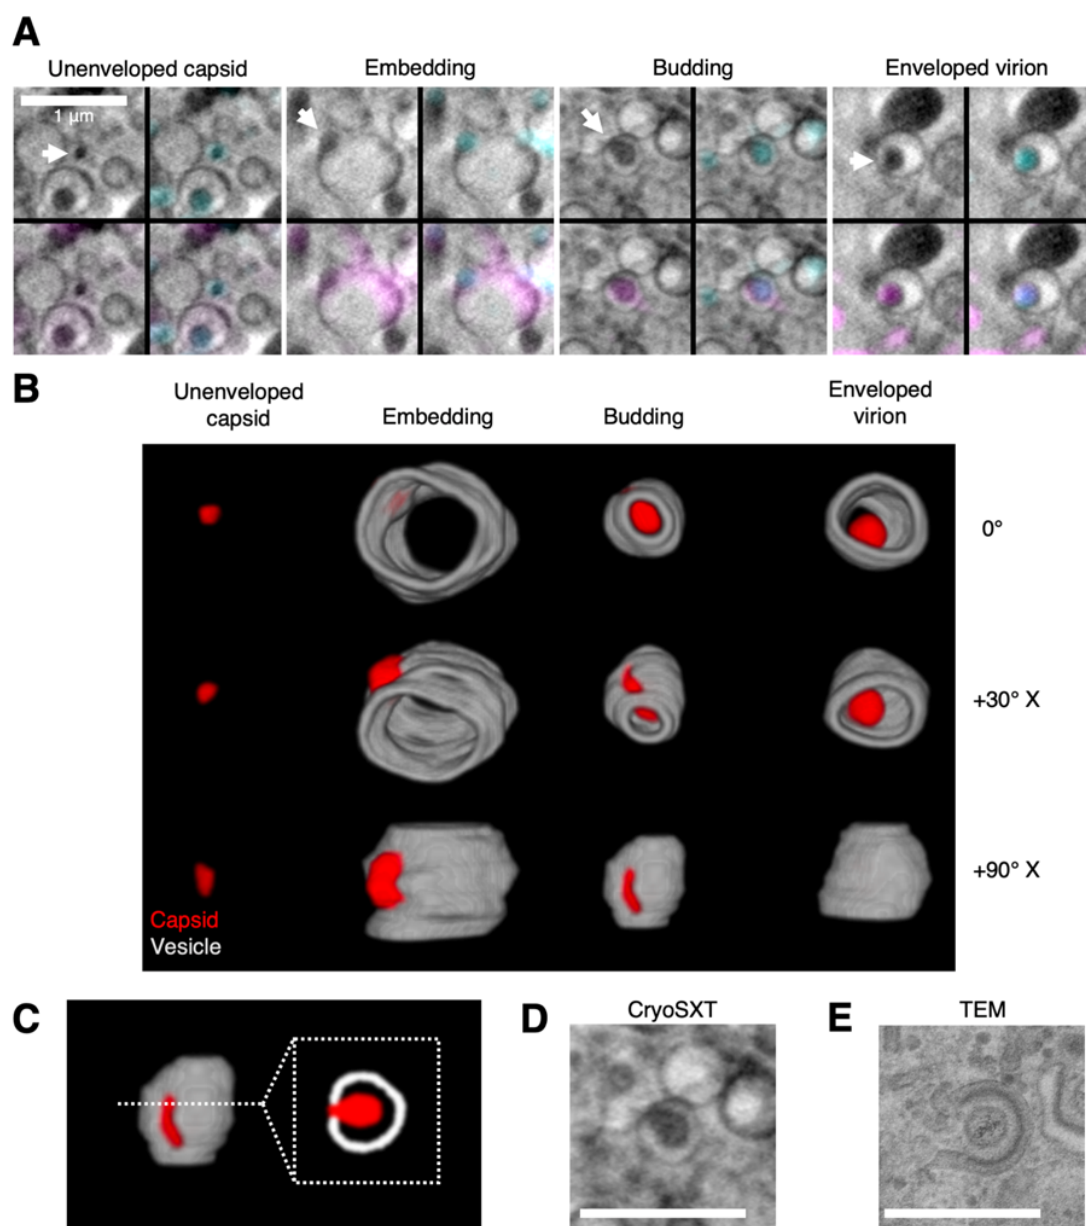 A
Unenveloped capsid
Embedding
Budding
Enveloped virion
1 μm
B
Unenveloped
capsid
Embedding
Budding
Enveloped
virion
0°
+30° X
+90° X
Capsid
Vesicle
C
D
CryoSXT
E
TEM